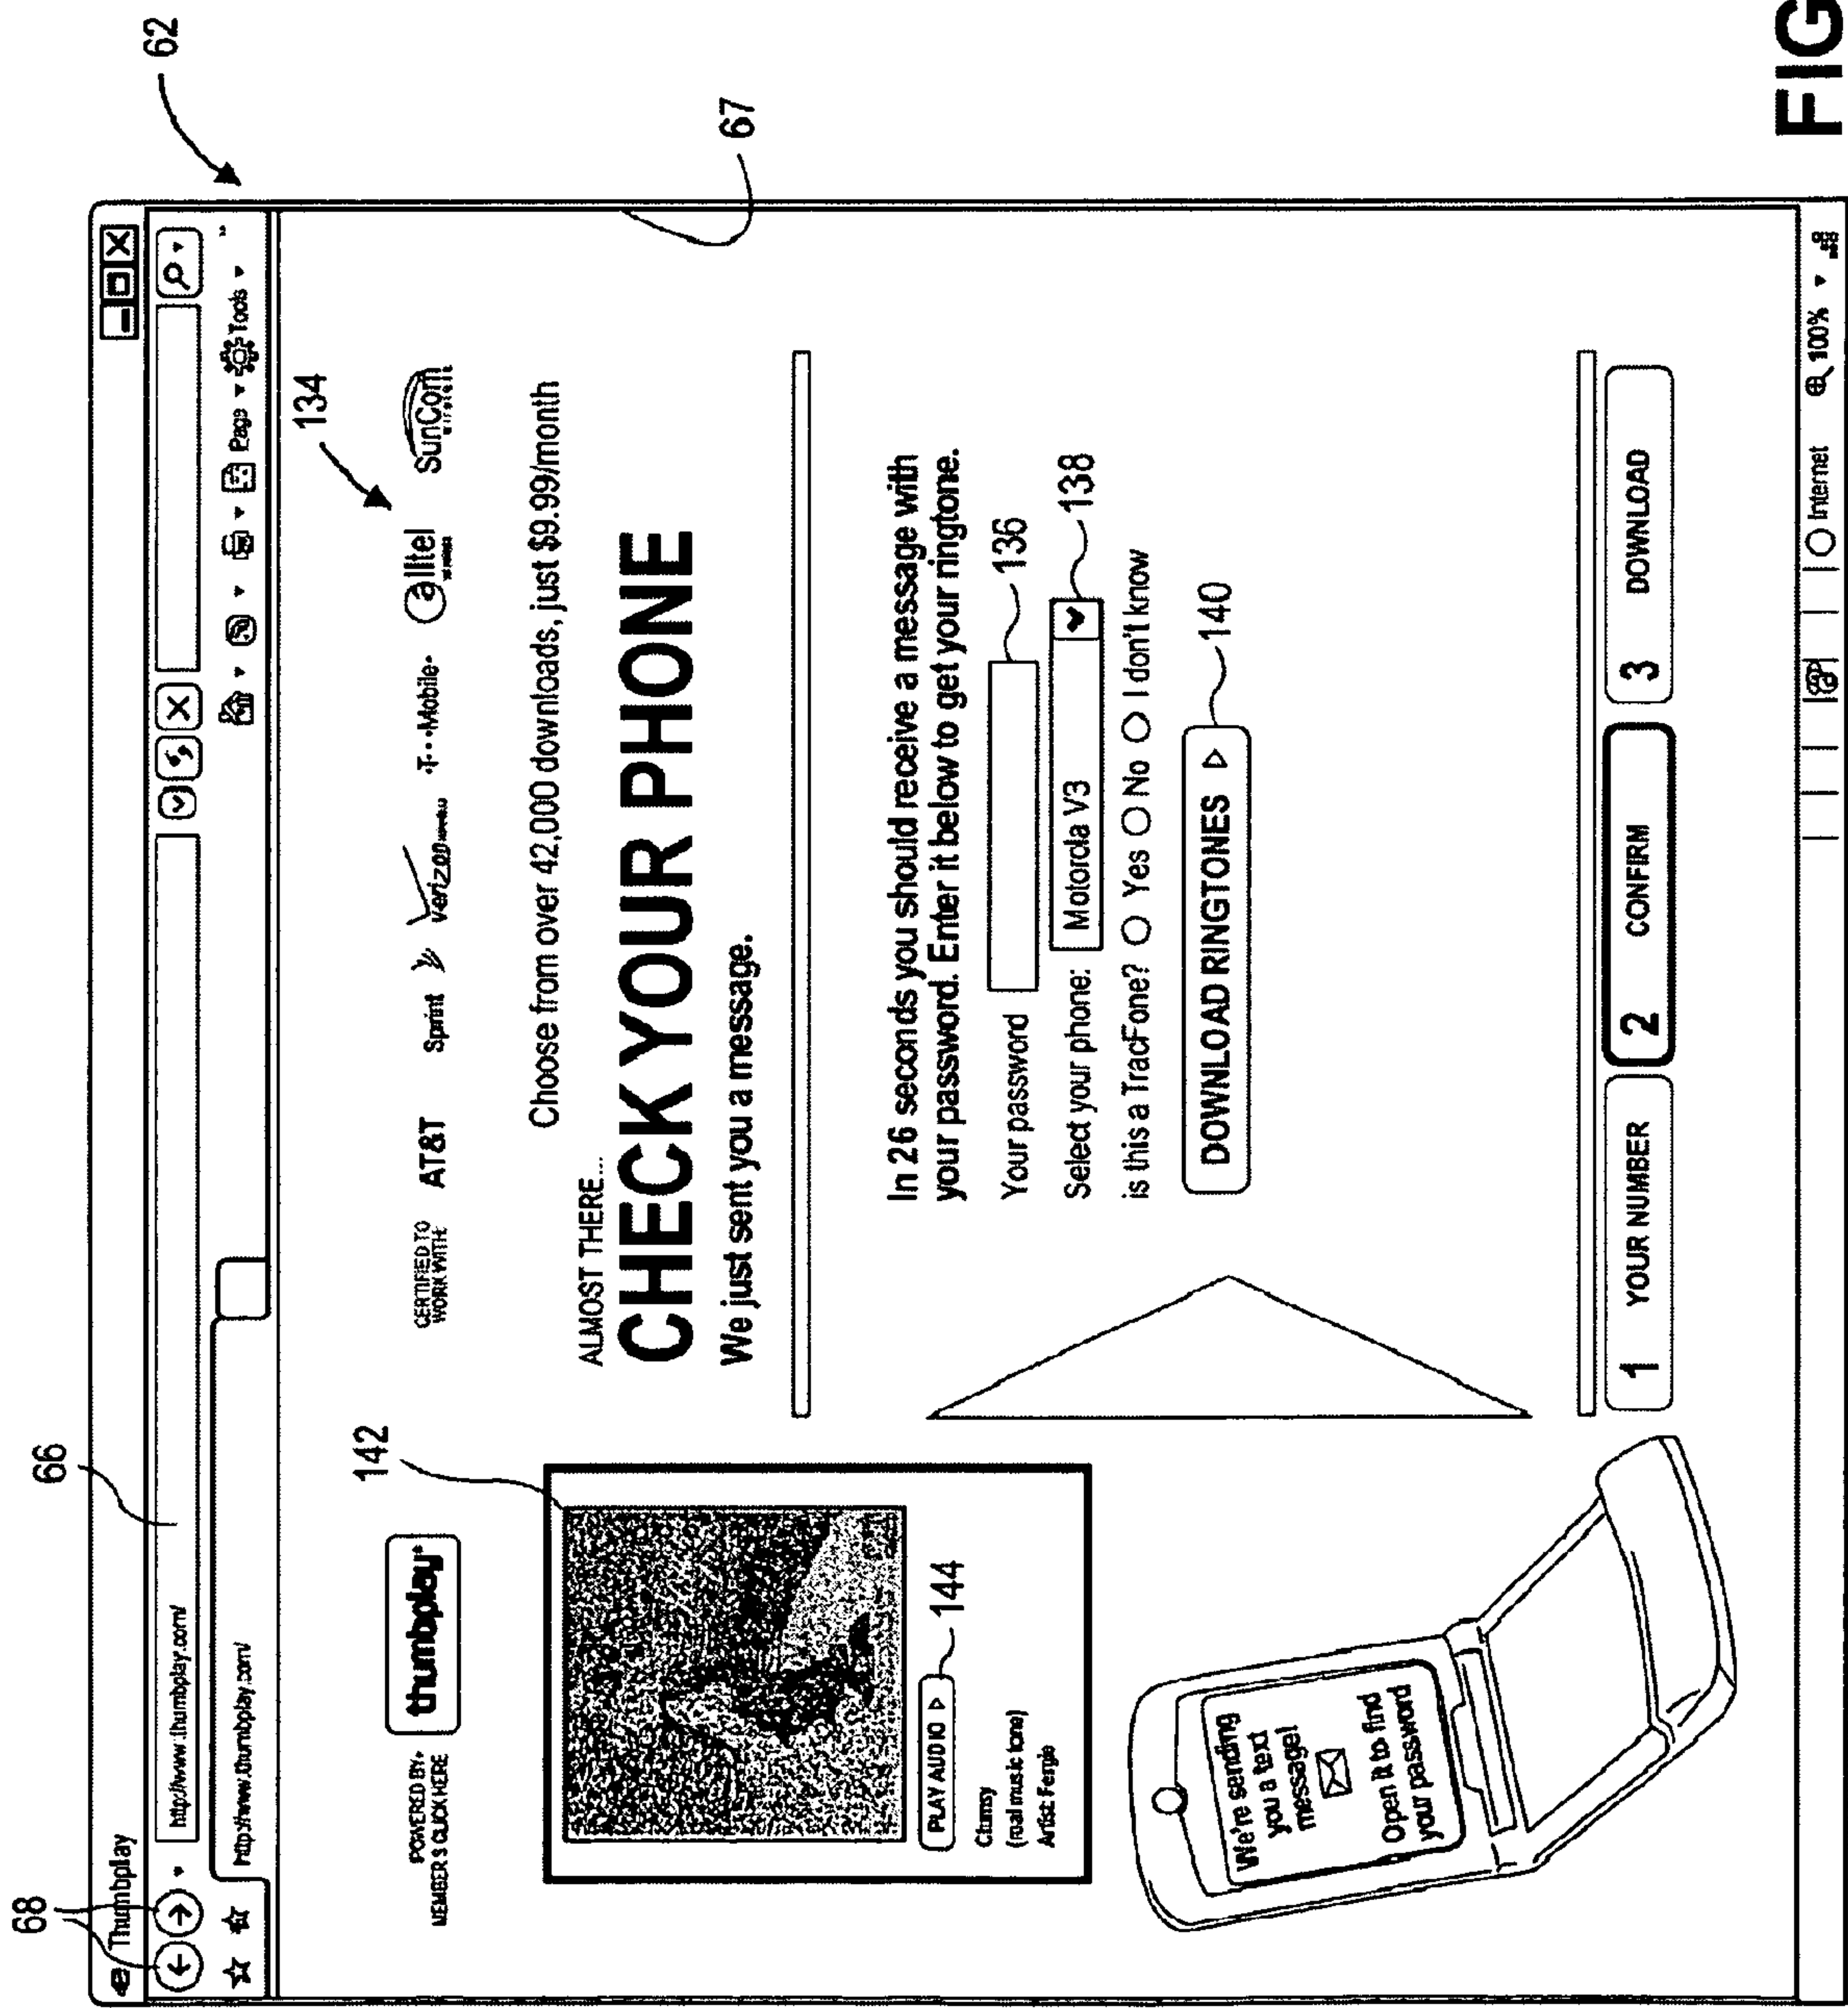 68
66
62
Thumbplay
http://www.thumbplay.com/
http://www.thumbplay.com/
Page
Tools
134
67
POWERED BY
MEMBER'S CLICK HERE
thumbplay
142
CERTIFIED TO
WORK WITH:
AT&T
Sprint
verizon
T-Mobile
alltel
SunCom
Choose from over 42,000 downloads, just $9.99/month
ALMOST THERE...
CHECK YOUR PHONE
We just sent you a message.
PLAY AUDIO
144
Clumsy
(real music tone)
Artist: Fergie
In 26 seconds you should receive a message with
your password. Enter it below to get your ringtone.
Your password
136
Select your phone:
Motorola V3
138
is this a TracFone? Yes No I don't know
DOWNLOAD RINGTONES
140
We're sending
you a text
message!
Open it to find
your password
1 YOUR NUMBER
2 CONFIRM
3 DOWNLOAD
Internet
100%
FIG